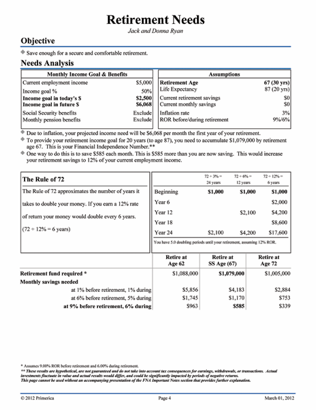 Retirement Needs
Jack and Donna Ryan
Objective
* Save enough for a secure and comfortable retirement.
Needs Analysis
Monthly Income Goal & Benefits
Current employment income $5,000
Income goal % 50%
Income goal in today's $ $2,500
Income goal in future $ $6,068
Social Security benefits Exclude
Monthly pension benefits Exclude
Assumptions
Retirement Age 67 (30 yrs)
Life Expectancy 87 (20 yrs)
Current retirement savings $0
Current monthly savings $0
Inflation rate 3%
ROR before/during retirement 9%/6%
* Due to inflation, your projected income need will be $6,068 per month the first year of your retirement.
* To provide your retirement income goal for 20 years (to age 87), you need to accumulate $1,079,000 by retirement
age 67. This is your Financial Independence Number.**
* One way to do this is to save $585 each month. This is $585 more than you are now saving. This would increase
your retirement savings to 12% of your current employment income.
The Rule of 72
The Rule of 72 approximates the number of years it
takes to double your money. If you earn a 12% rate
of return your money would double every 6 years.
(72 ÷ 12% = 6 years)
72 ÷ 3% = 72 ÷ 6% = 72 ÷ 12% =
24 years 12 years 6 years
Beginning $1,000 $1,000 $1,000
Year 6 $2,000
Year 12 $2,100 $4,200
Year 18 $8,600
Year 24 $2,100 $4,200 $17,600
You have 5.0 doubling periods until your retirement, assuming 12% ROR.
Retire at Retire at Retire at
Age 62 SS Age (67) Age 72
Retirement fund required * $1,088,000 $1,079,000 $1,005,000
Monthly savings needed
at 1% before retirement, 1% during $5,856 $4,183 $2,884
at 6% before retirement, 5% during $1,745 $1,170 $753
at 9% before retirement, 6% during $963 $585 $339
* Assumes 9.00% ROR before retirement and 6.00% during retirement.
** These results are hypothetical, are not guaranteed and do not take into account tax consequences for earnings, withdrawals, or transactions. Actual
investments fluctuate in value and actual results would differ, and could be significantly impacted by periods of negative returns.
This page cannot be used without an accompanying presentation of the FNA Important Notes section that provides further explanation.
© 2012 Primerica Page 4 March 01, 2012